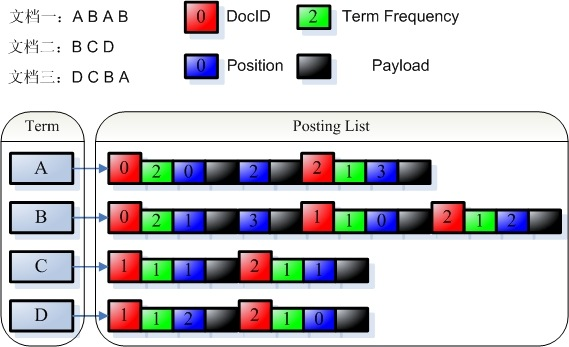 文档一：A B A B
0 DocID 2 Term Frequency
文档二：B C D
0 Position Payload
文档三：D C B A
Term Posting List
A 0 2 0 2 2 1 3
B 0 2 1 3 1 1 0 2 1 2
C 1 1 1 2 1 1
D 1 1 2 2 1 0